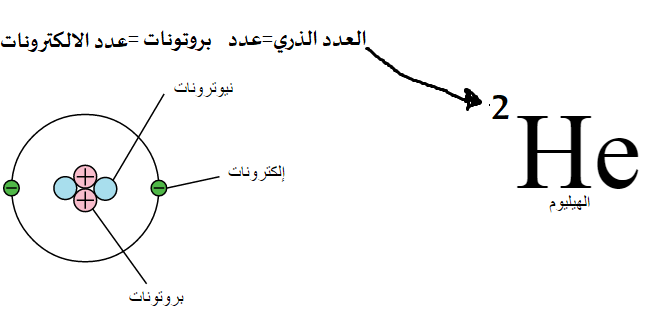 العدد الذري=عدد بروتونات =عدد الالكترونات
نيوترونات
2
He
الهيليوم
إلكترونات
+
+
−
−
بروتونات